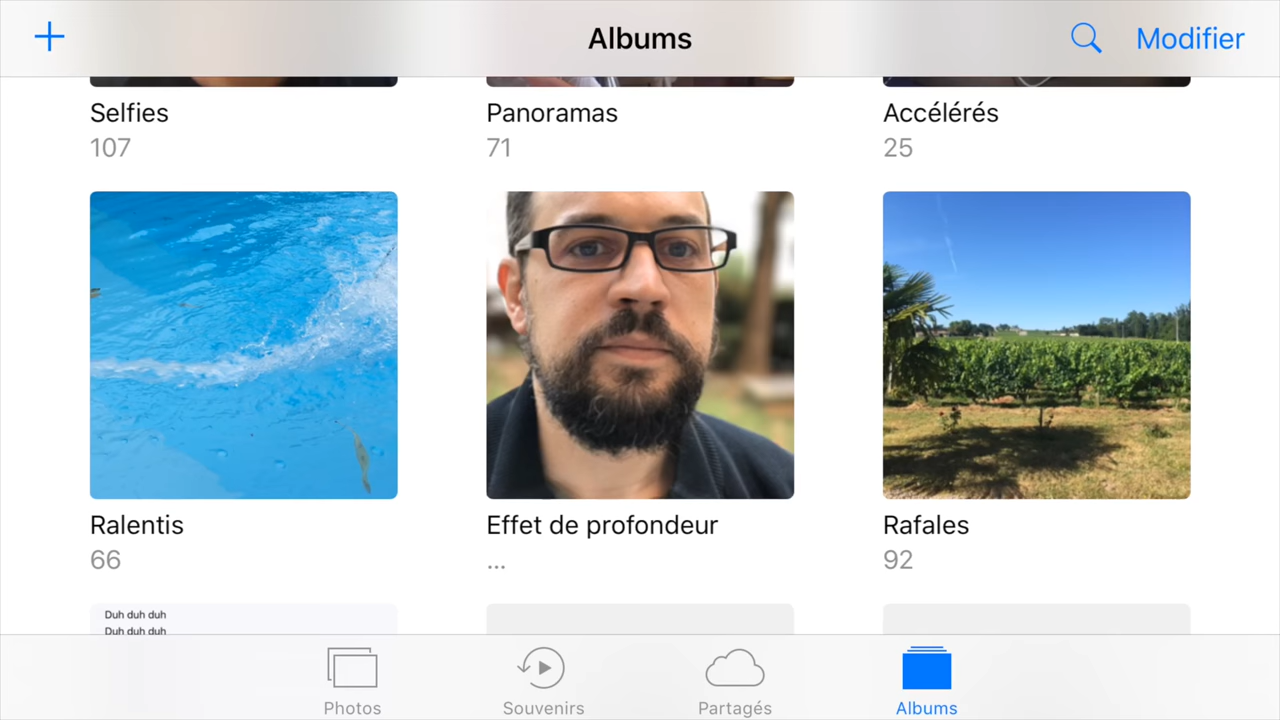 Albums
Modifier
Selfies
107
Panoramas
71
Accélérés
25
Ralentis
66
Effet de profondeur
...
Rafales
92
Duh duh duh
Duh duh duh
Photos
Souvenirs
Partagés
Albums